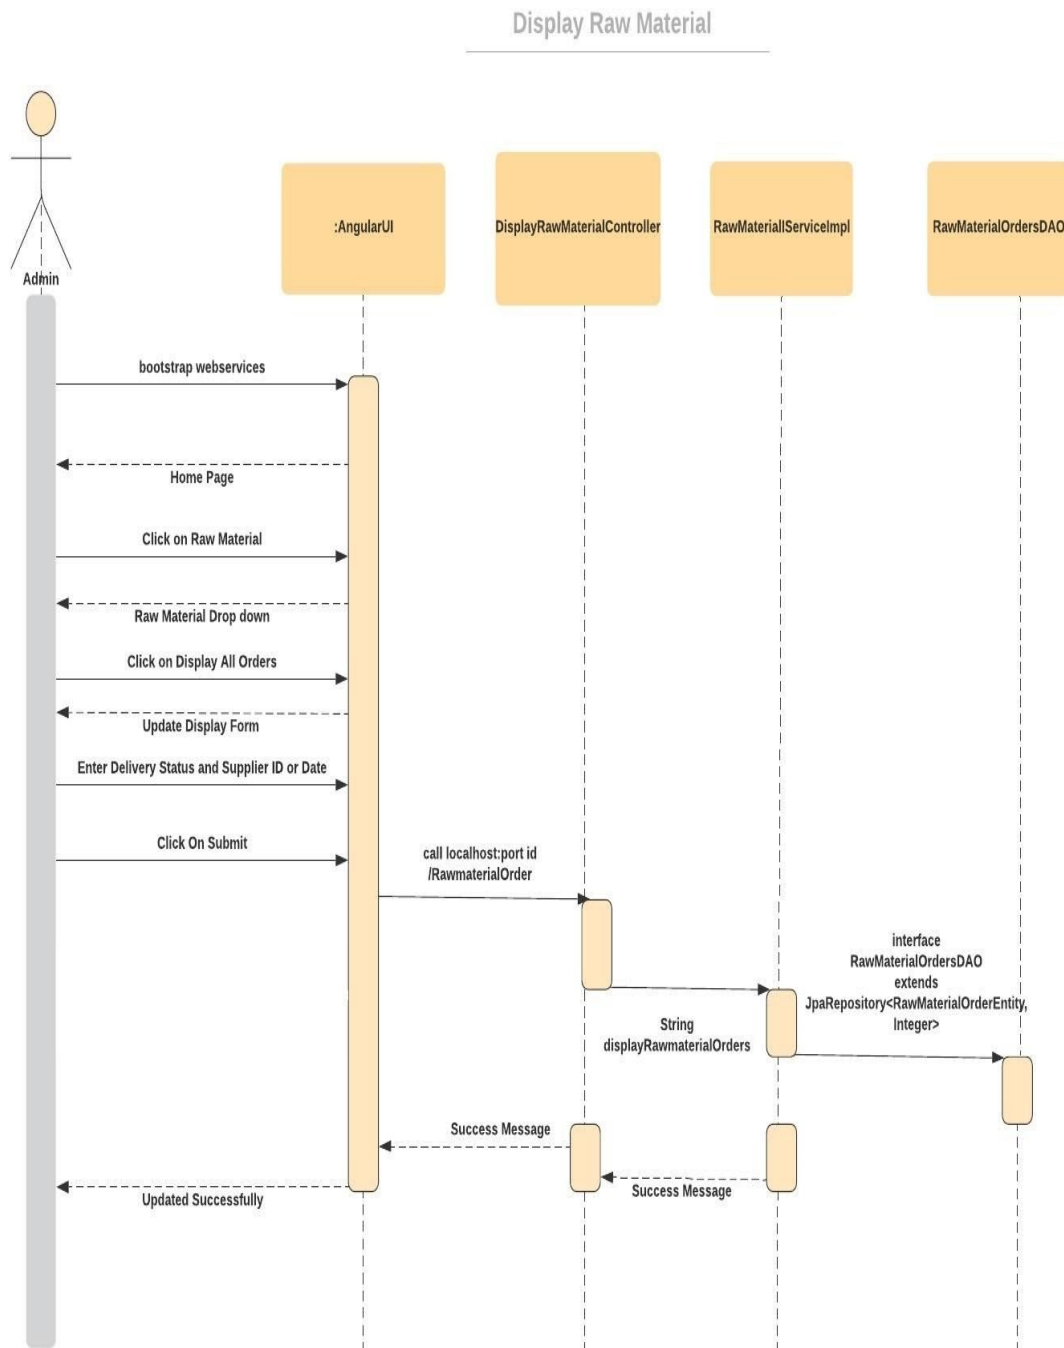 Display Raw Material
Admin
:AngularUI
DisplayRawMaterialController
RawMateriallServiceImpl
RawMaterialOrdersDAO
bootstrap webservices
Home Page
Click on Raw Material
Raw Material Drop down
Click on Display All Orders
Update Display Form
Enter Delivery Status and Supplier ID or Date
Click On Submit
call localhost:port id
/RawmaterialOrder
interface
RawMaterialOrdersDAO
extends
JpaRepository<RawMaterialOrderEntity,
Integer>
String
displayRawmaterialOrders
Success Message
Success Message
Updated Successfully